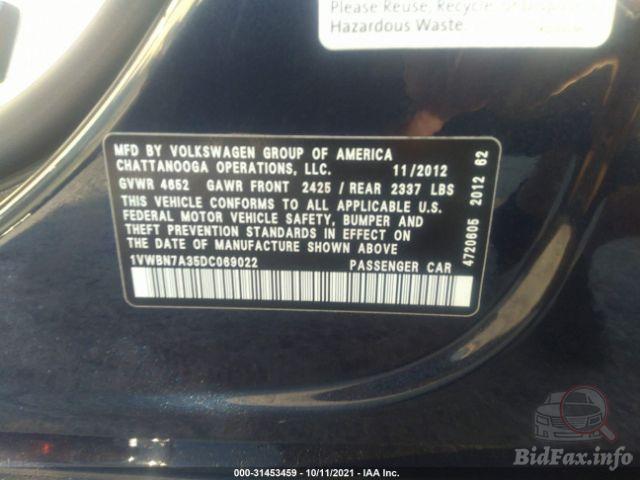 Please Reuse, Recycle, or Dispose
Hazardous Waste.
MFD BY VOLKSWAGEN GROUP OF AMERICA
CHATTANOOGA OPERATIONS, LLC. 11/2012
GVWR 4652 GAWR FRONT 2425 / REAR 2337 LBS
THIS VEHICLE CONFORMS TO ALL APPLICABLE U.S.
FEDERAL MOTOR VEHICLE SAFETY, BUMPER AND
THEFT PREVENTION STANDARDS IN EFFECT ON
THE DATE OF MANUFACTURE SHOWN ABOVE
1VWBN7A35DC069022 PASSENGER CAR
4720605 2012 62
000-31453459 - 10/11/2021 - IAA Inc.
BidFax.info